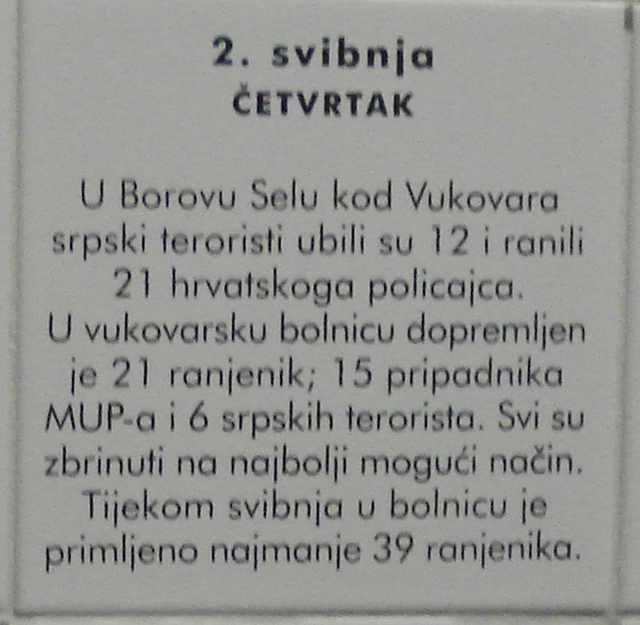 2. svibnja
ČETVRTAK
U Borovu Selu kod Vukovara
srpski teroristi ubili su 12 i ranili
21 hrvatskoga policajca.
U vukovarsku bolnicu dopremljen
je 21 ranjenik; 15 pripadnika
MUP-a i 6 srpskih terorista. Svi su
zbrinuti na najbolji mogući način.
Tijekom svibnja u bolnicu je
primljeno najmanje 39 ranjenika.